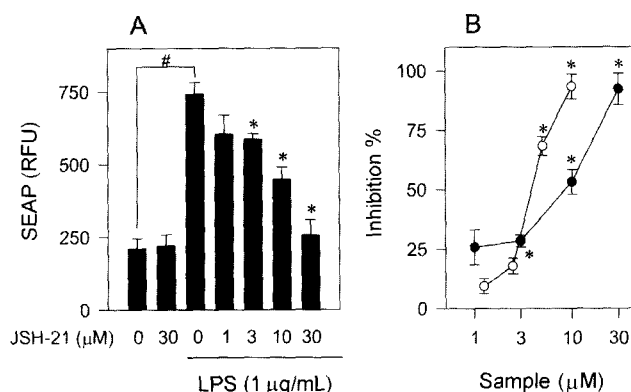 A
#
*
*
*
*
750
500
250
0
SEAP (RFU)
JSH-21 (μM) 0 30 0 1 3 10 30
LPS (1 μg/mL)
B
*
*
*
*
*
100
75
50
25
0
Inhibition %
1 3 10 30
Sample (μM)